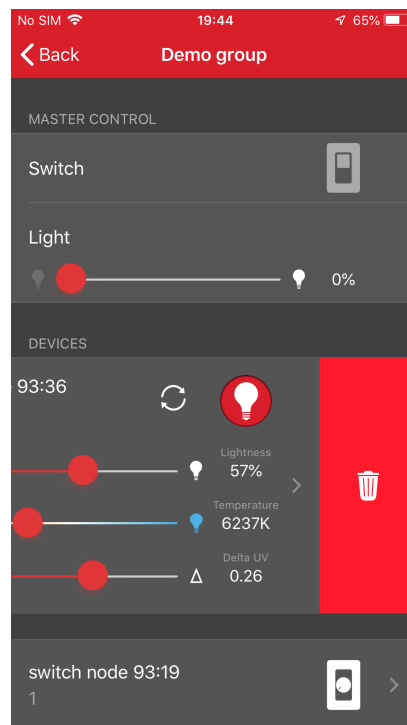 No SIM 19:44 65%
Back Demo group
MASTER CONTROL
Switch
Light
0%
DEVICES
93:36
Lightness
57%
Temperature
6237K
Delta UV
Δ 0.26
switch node 93:19
1